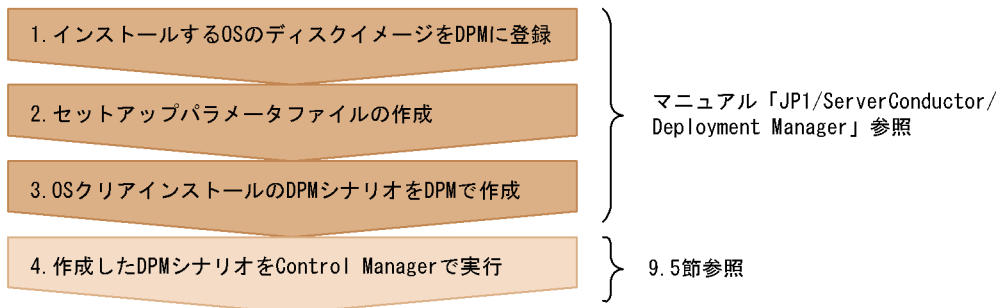 1.インストールするOSのディスクイメージをDPMに登録
2.セットアップパラメータファイルの作成
マニュアル「JP1/ServerConductor/
Deployment Manager」参照
3.OSクリアインストールのDPMシナリオをDPMで作成
4.作成したDPMシナリオをControl Managerで実行
9.5節参照